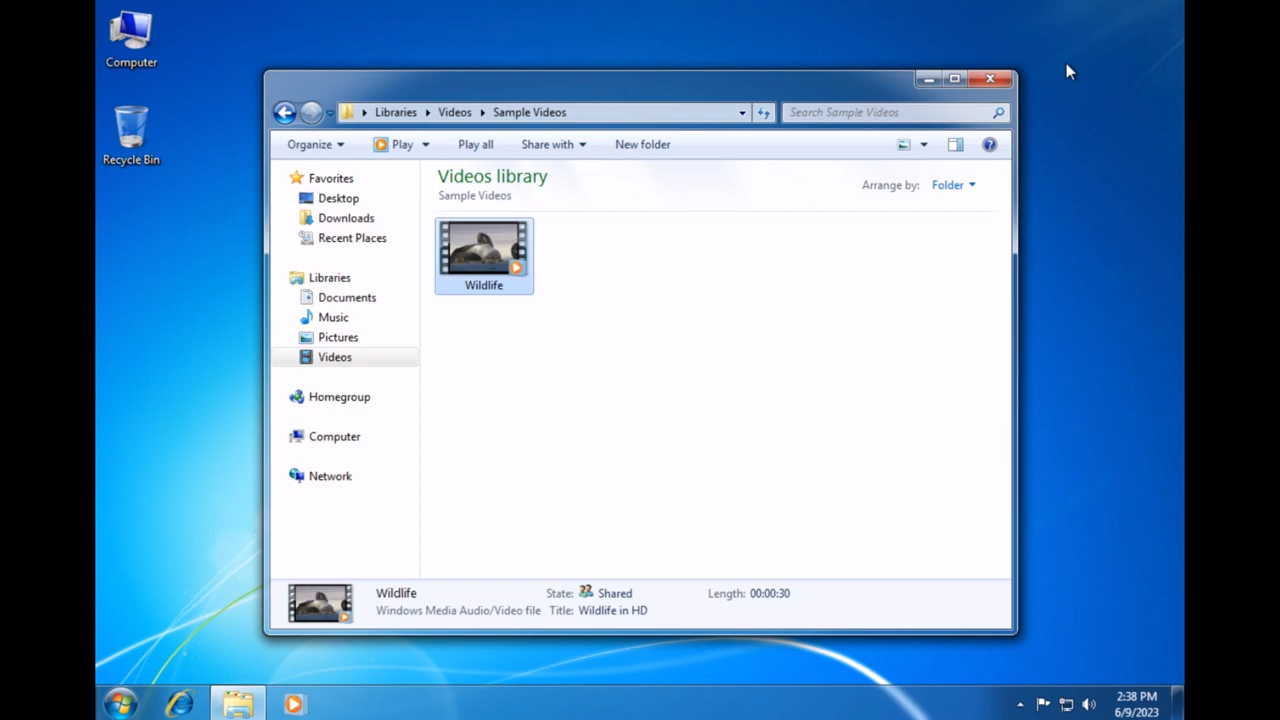 Computer
Recycle Bin
Libraries Videos Sample Videos
Search Sample Videos
Organize Play Play all Share with New folder
Favorites
Desktop
Downloads
Recent Places
Libraries
Documents
Music
Pictures
Videos
Homegroup
Computer
Network
Videos library
Sample Videos
Arrange by: Folder
Wildlife
Wildlife State: Shared Length: 00:00:30
Windows Media Audio/Video file Title: Wildlife in HD
2:38 PM
6/9/2023